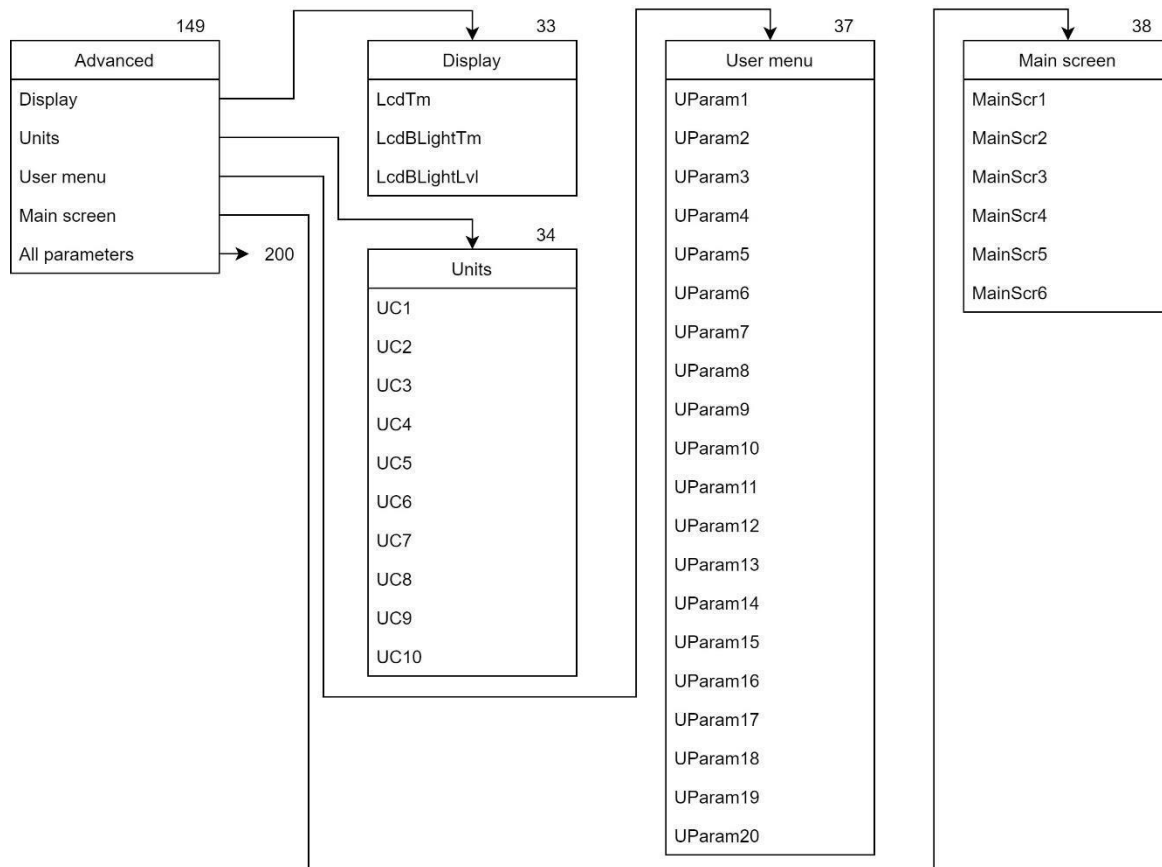 149
Advanced
Display
Units
User menu
Main screen
All parameters
200
33
Display
LcdTm
LcdBLightTm
LcdBLightLvl
34
Units
UC1
UC2
UC3
UC4
UC5
UC6
UC7
UC8
UC9
UC10
37
User menu
UParam1
UParam2
UParam3
UParam4
UParam5
UParam6
UParam7
UParam8
UParam9
UParam10
UParam11
UParam12
UParam13
UParam14
UParam15
UParam16
UParam17
UParam18
UParam19
UParam20
38
Main screen
MainScr1
MainScr2
MainScr3
MainScr4
MainScr5
MainScr6